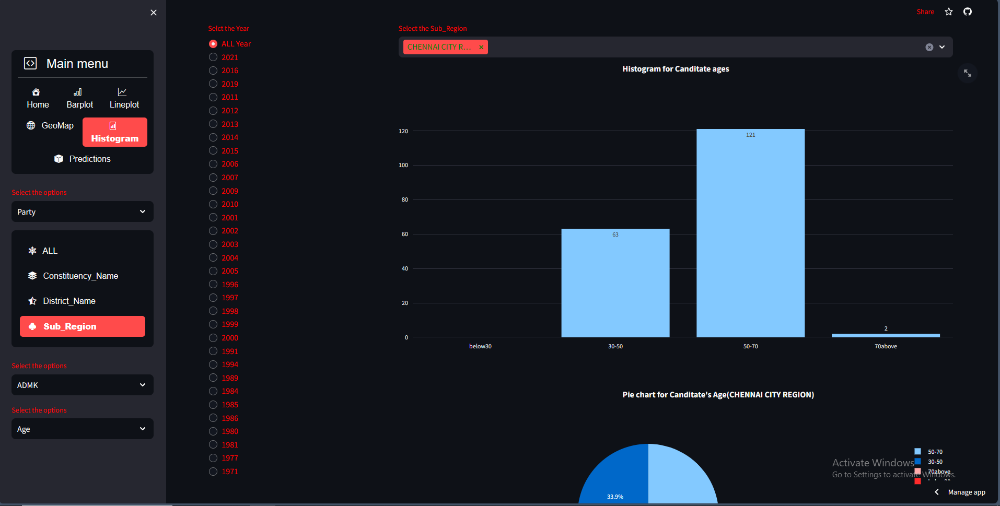 Main menu
Home
Barplot
Lineplot
GeoMap
Histogram
Predictions
Select the options
Party
ALL
Constituency_Name
District_Name
Sub_Region
Select the options
ADMK
Select the options
Age
Selct the Year
ALL Year
2021
2016
2019
2011
2012
2013
2014
2015
2006
2007
2009
2010
2001
2002
2003
2004
2005
1996
1997
1998
1999
2000
1991
1994
1989
1984
1985
1986
1980
1981
1977
1971
Share
Select the Sub_Region
CHENNAI CITY R...
Histogram for Canditate ages
120
100
80
60
40
20
0
63
121
2
below30
30-50
50-70
70above
Pie chart for Canditate's Age(CHENNAI CITY REGION)
33.9%
50-70
30-50
70above
Activate Windows
Go to Settings to activate Windows.
Manage app